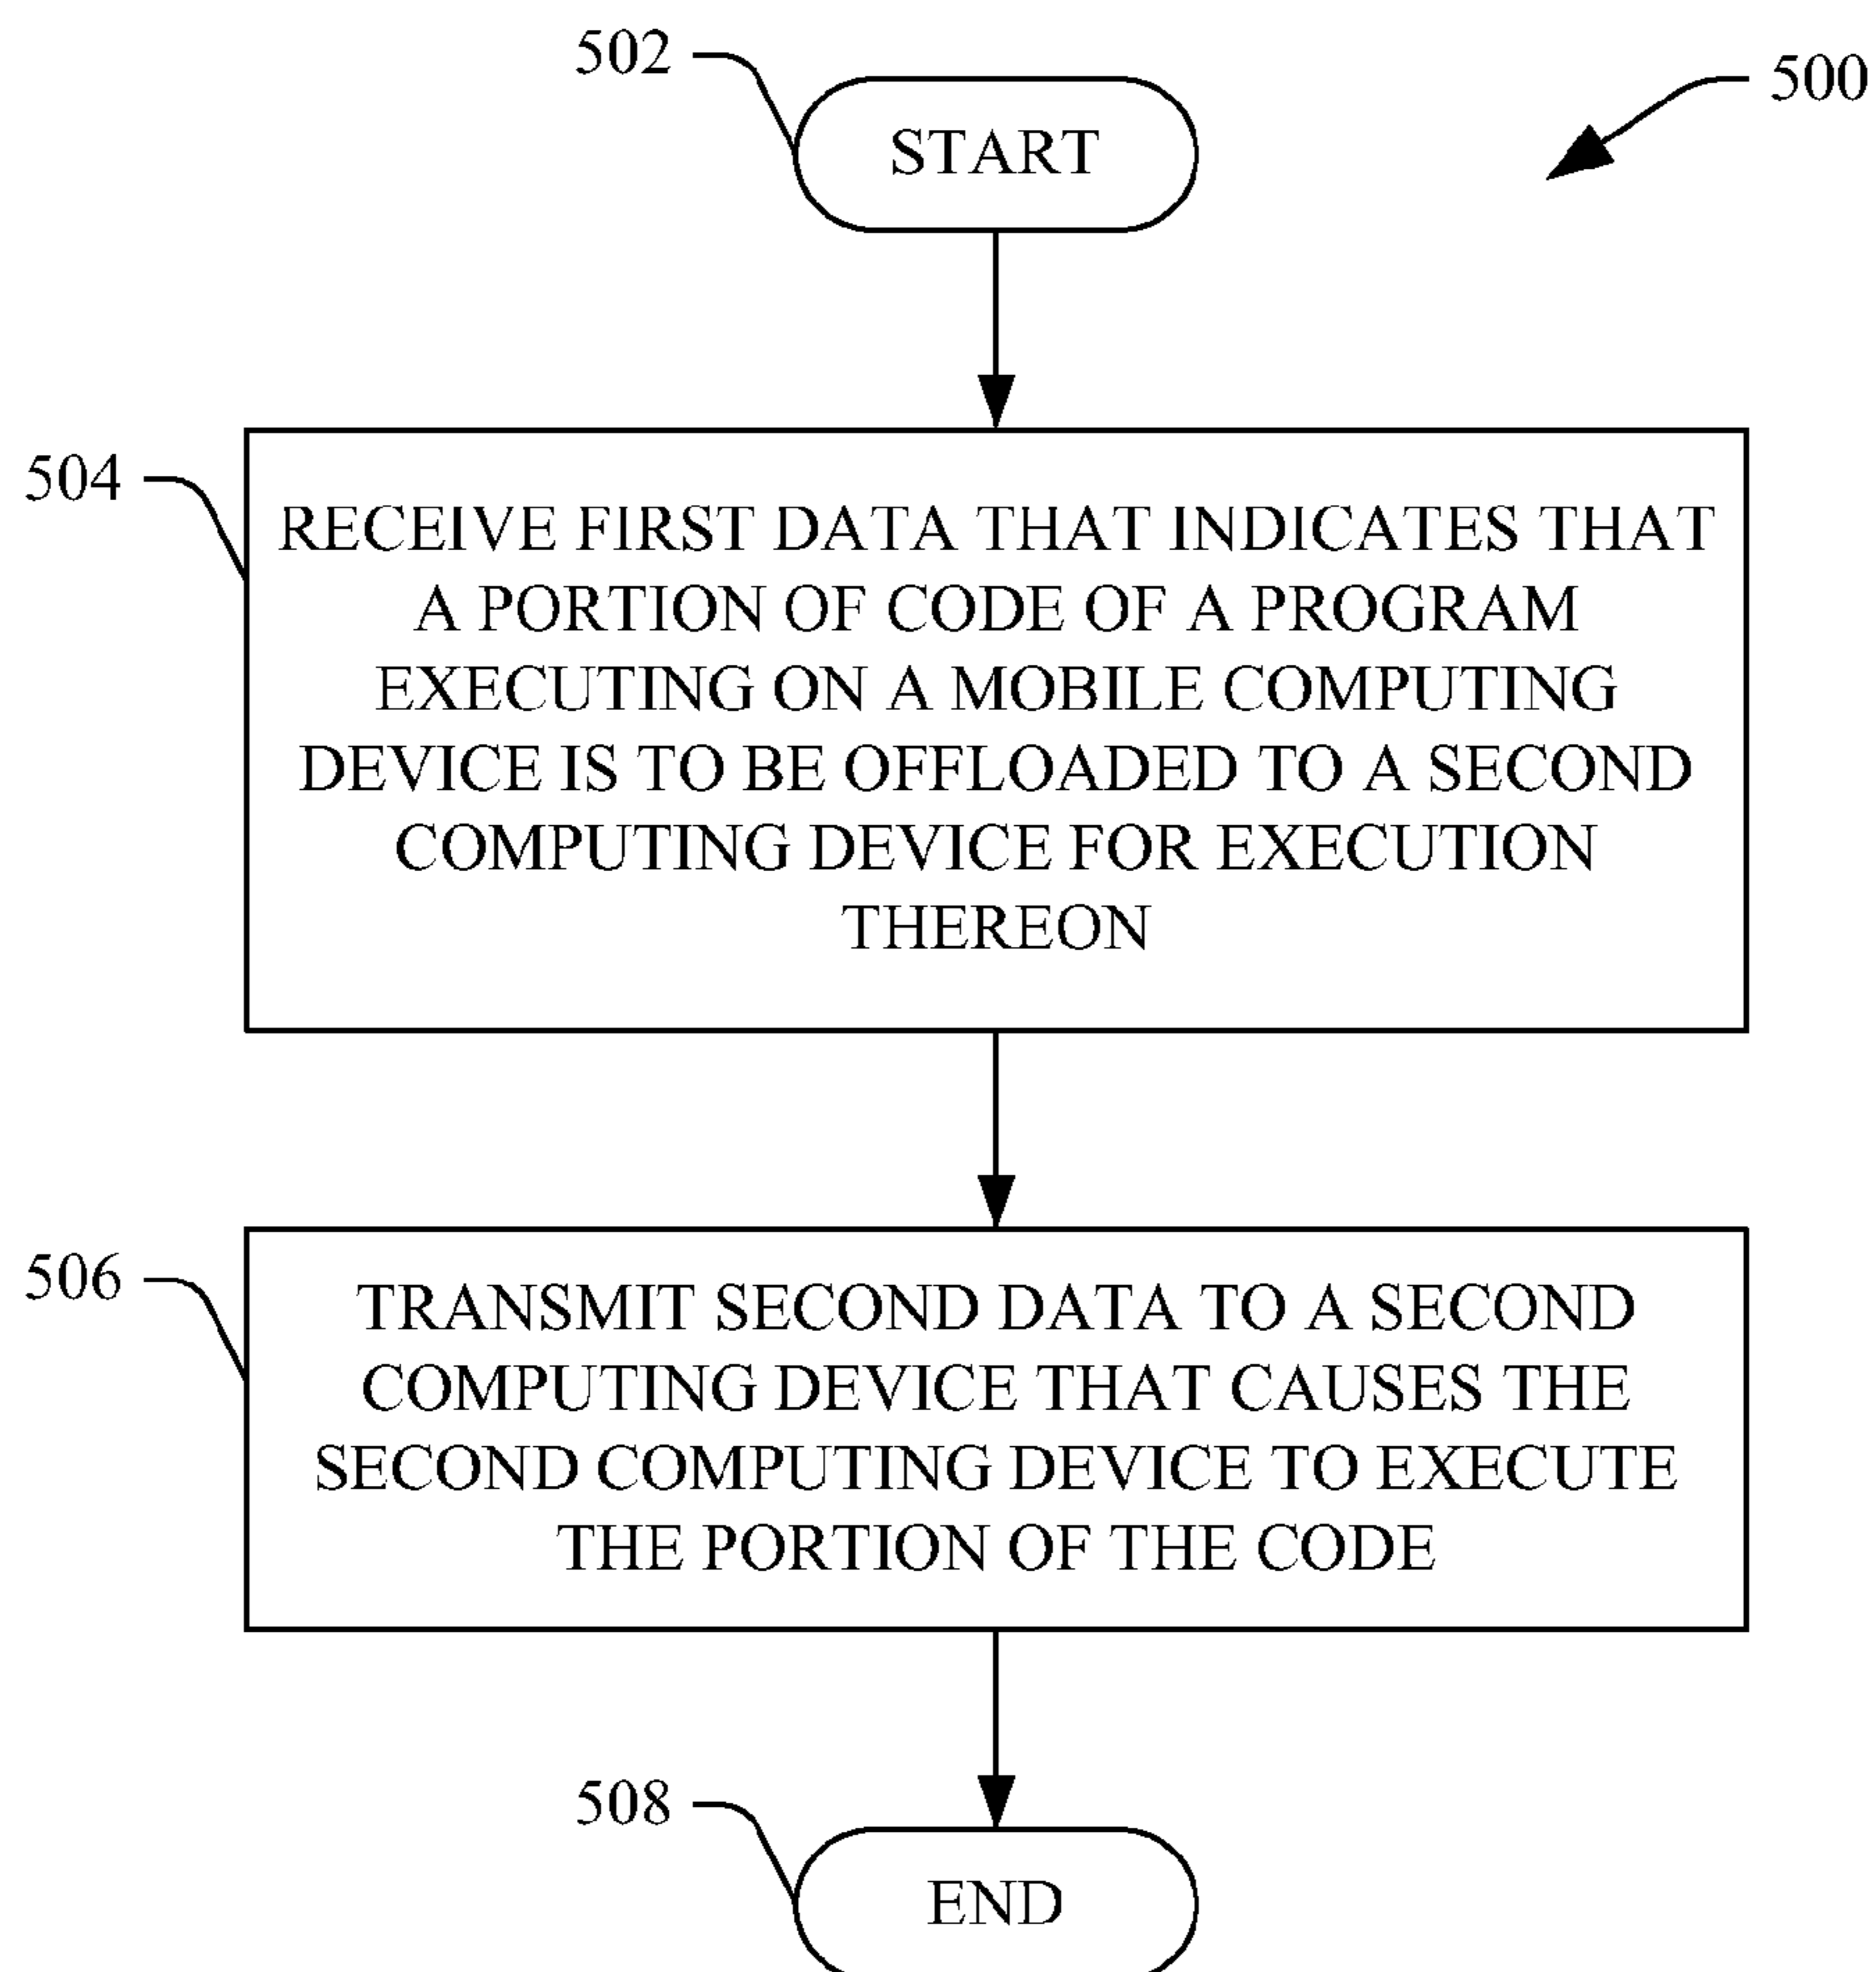 502
500
START
504
RECEIVE FIRST DATA THAT INDICATES THAT
A PORTION OF CODE OF A PROGRAM
EXECUTING ON A MOBILE COMPUTING
DEVICE IS TO BE OFFLOADED TO A SECOND
COMPUTING DEVICE FOR EXECUTION
THEREON
506
TRANSMIT SECOND DATA TO A SECOND
COMPUTING DEVICE THAT CAUSES THE
SECOND COMPUTING DEVICE TO EXECUTE
THE PORTION OF THE CODE
508
END